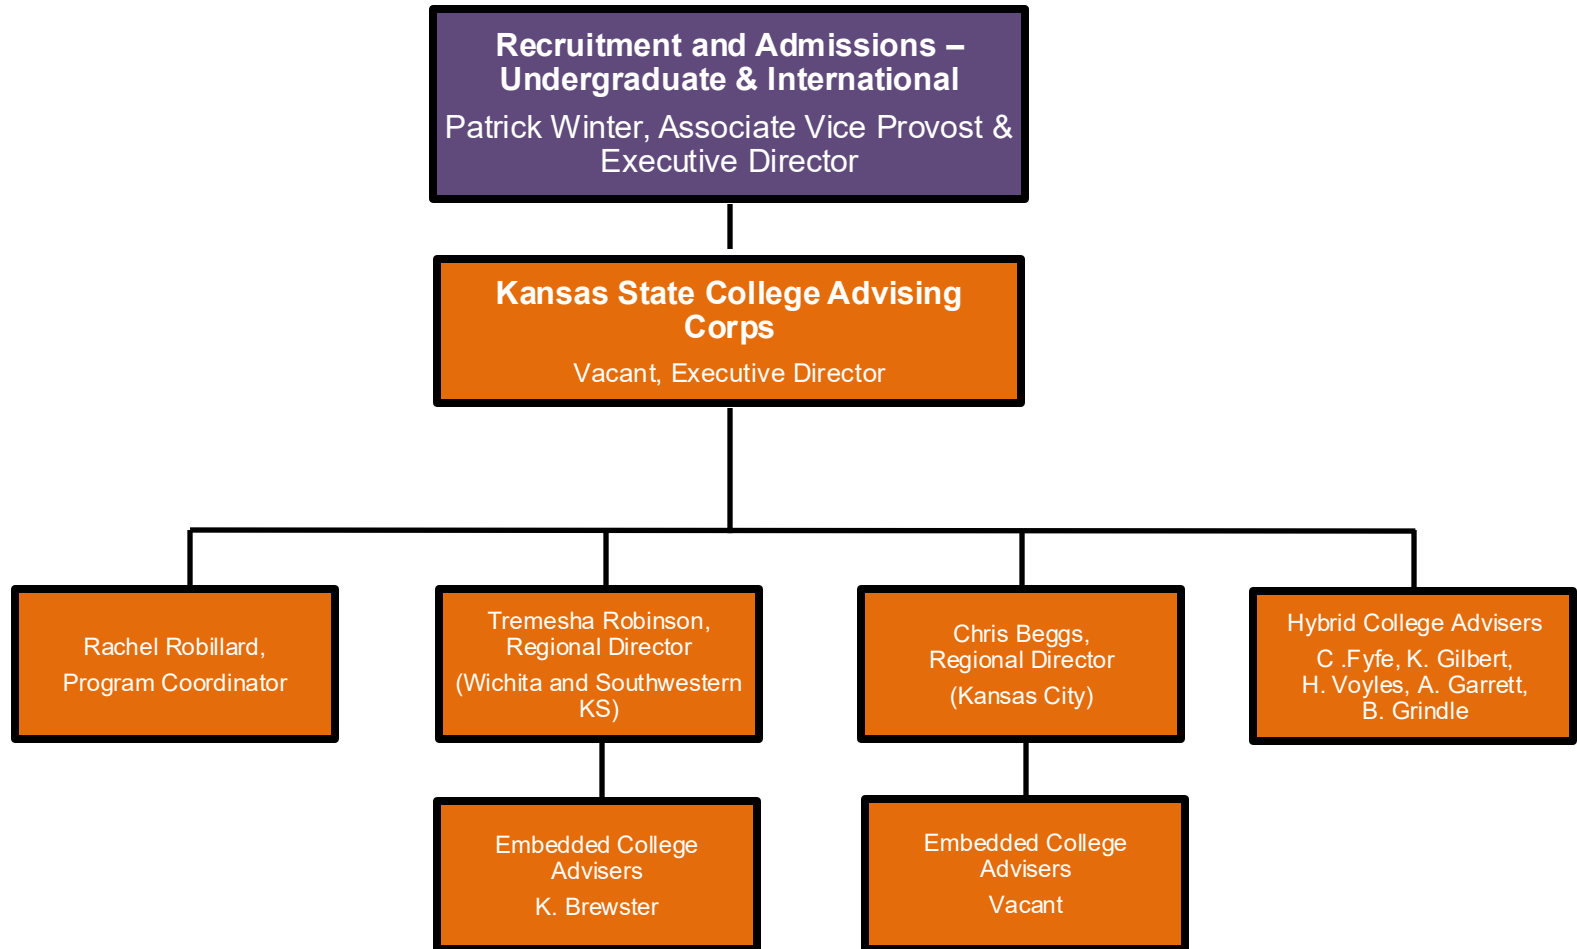 Recruitment and Admissions –
Undergraduate & International
Patrick Winter, Associate Vice Provost &
Executive Director
Kansas State College Advising
Corps
Vacant, Executive Director
Rachel Robillard,
Program Coordinator
Tremesha Robinson,
Regional Director
(Wichita and Southwestern
KS)
Chris Beggs,
Regional Director
(Kansas City)
Hybrid College Advisers
C .Fyfe, K. Gilbert,
H. Voyles, A. Garrett,
B. Grindle
Embedded College
Advisers
K. Brewster
Embedded College
Advisers
Vacant